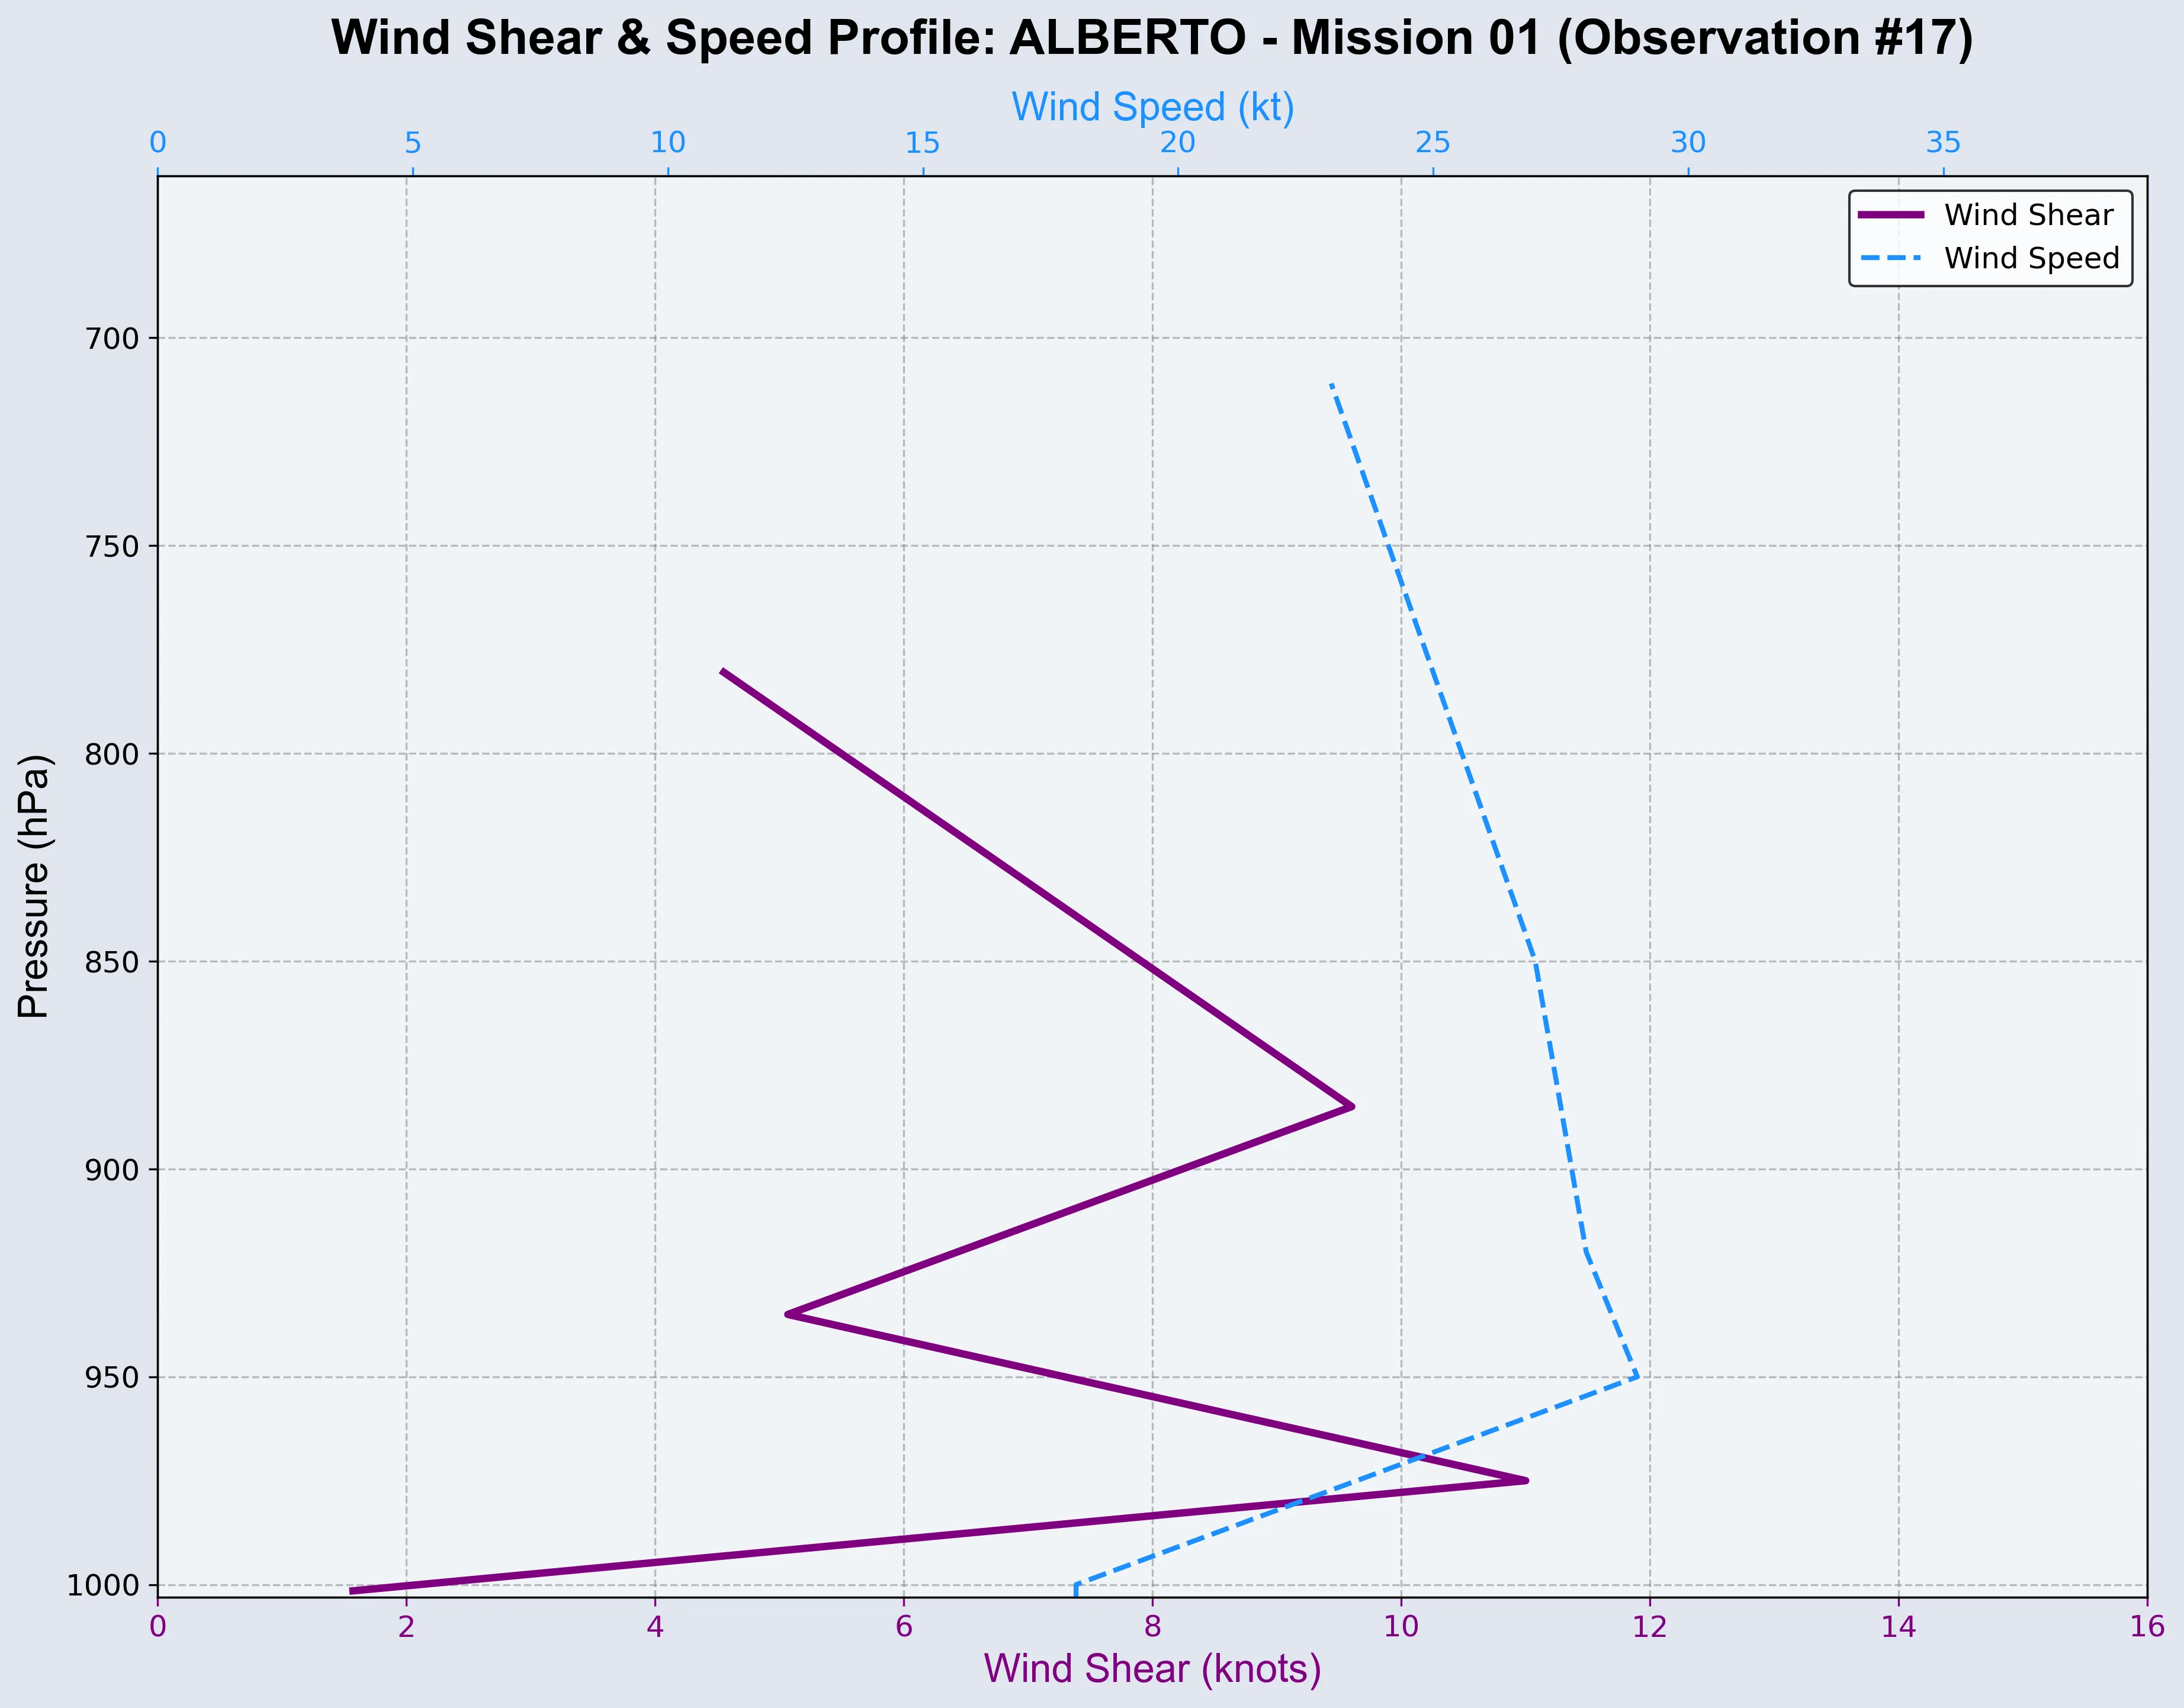 Wind Shear & Speed Profile: ALBERTO - Mission 01 (Observation #17)
Wind Speed (kt)
0 5 10 15 20 25 30 35
Wind Shear
Wind Speed
700
750
800
850
900
950
1000
Pressure (hPa)
0 2 4 6 8 10 12 14 16
Wind Shear (knots)